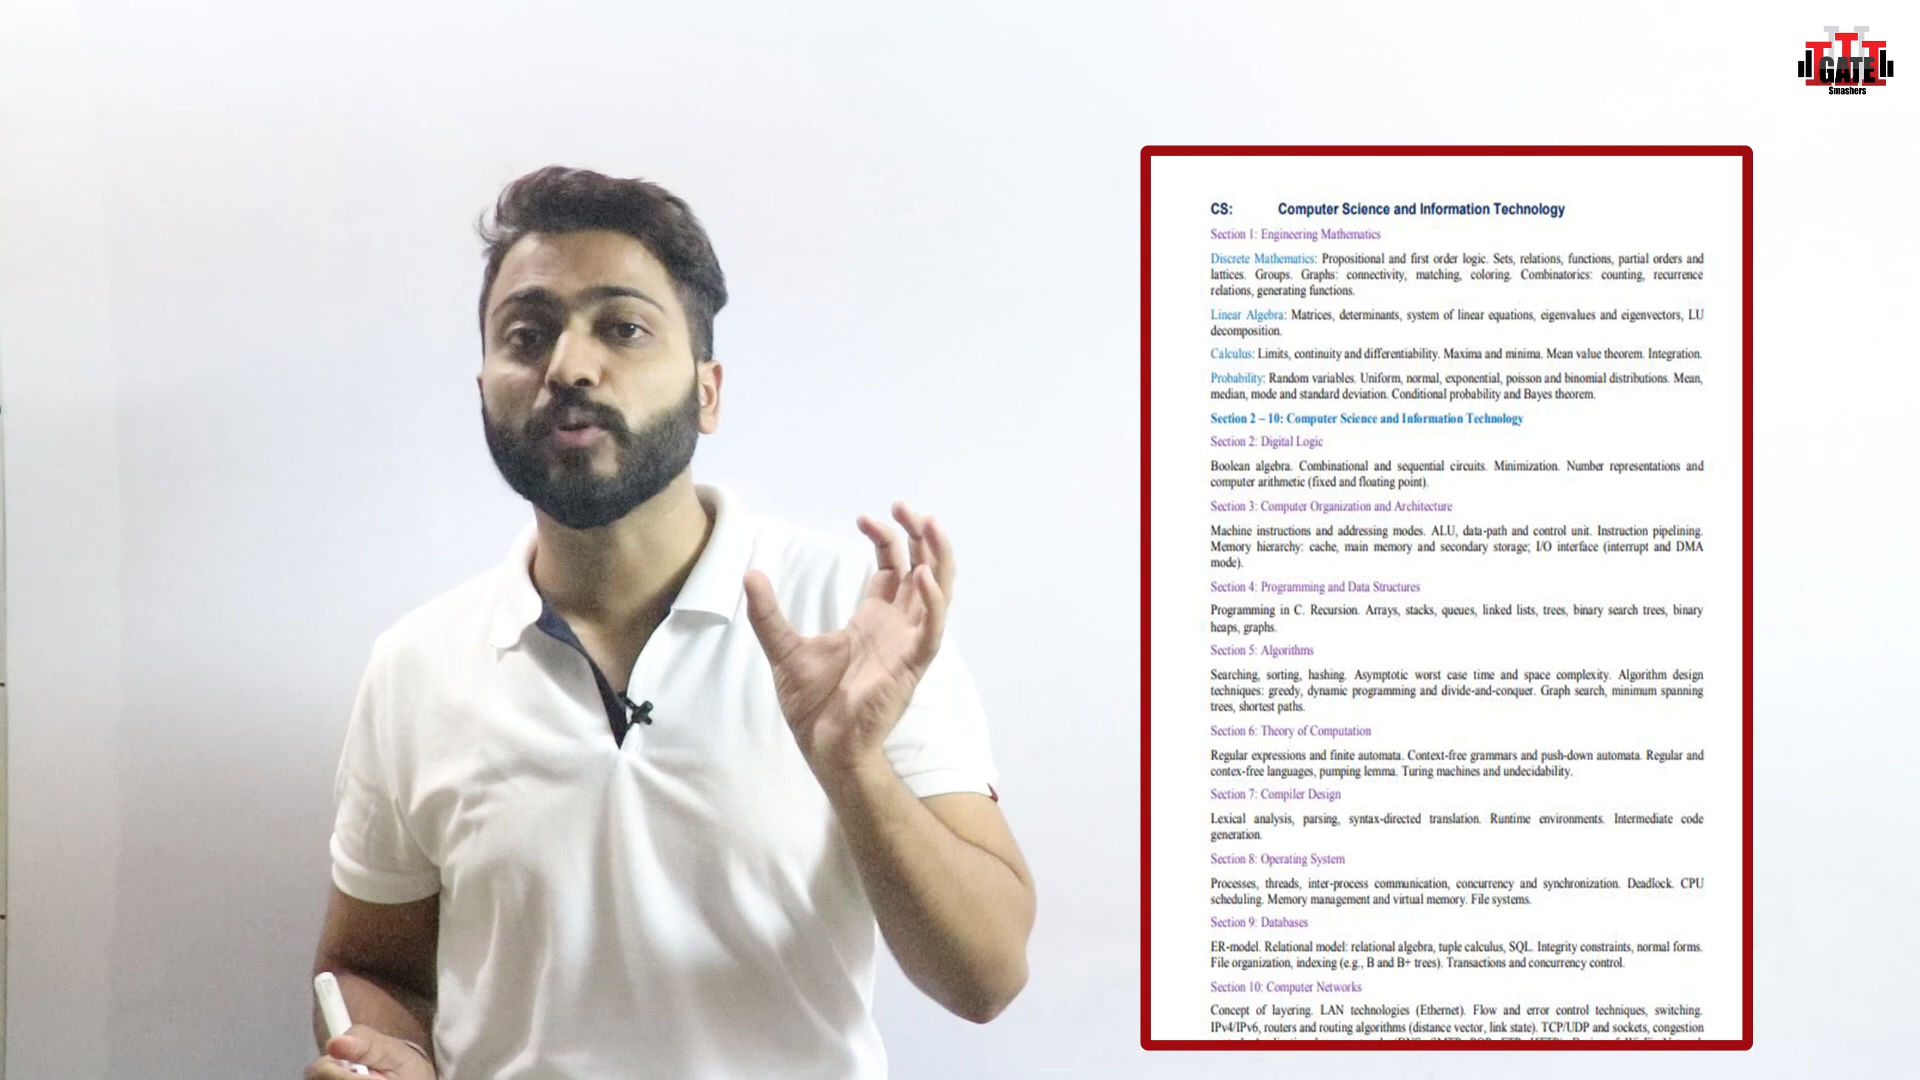 GATE
Smashers
CS: Computer Science and Information Technology
Section 1: Engineering Mathematics
Discrete Mathematics: Propositional and first order logic. Sets, relations, functions, partial orders and
lattices. Groups. Graphs: connectivity, matching, coloring. Combinatorics: counting, recurrence
relations, generating functions.
Linear Algebra: Matrices, determinants, system of linear equations, eigenvalues and eigenvectors, LU
decomposition.
Calculus: Limits, continuity and differentiability. Maxima and minima. Mean value theorem. Integration.
Probability: Random variables. Uniform, normal, exponential, poisson and binomial distributions. Mean,
median, mode and standard deviation. Conditional probability and Bayes theorem.
Section 2 – 10: Computer Science and Information Technology
Section 2: Digital Logic
Boolean algebra. Combinational and sequential circuits. Minimization. Number representations and
computer arithmetic (fixed and floating point).
Section 3: Computer Organization and Architecture
Machine instructions and addressing modes. ALU, data-path and control unit. Instruction pipelining.
Memory hierarchy: cache, main memory and secondary storage; I/O interface (interrupt and DMA
mode).
Section 4: Programming and Data Structures
Programming in C. Recursion. Arrays, stacks, queues, linked lists, trees, binary search trees, binary
heaps, graphs.
Section 5: Algorithms
Searching, sorting, hashing. Asymptotic worst case time and space complexity. Algorithm design
techniques: greedy, dynamic programming and divide-and-conquer. Graph search, minimum spanning
trees, shortest paths.
Section 6: Theory of Computation
Regular expressions and finite automata. Context-free grammars and push-down automata. Regular and
contex-free languages, pumping lemma. Turing machines and undecidability.
Section 7: Compiler Design
Lexical analysis, parsing, syntax-directed translation. Runtime environments. Intermediate code
generation.
Section 8: Operating System
Processes, threads, inter-process communication, concurrency and synchronization. Deadlock. CPU
scheduling. Memory management and virtual memory. File systems.
Section 9: Databases
ER-model. Relational model: relational algebra, tuple calculus, SQL. Integrity constraints, normal forms.
File organization, indexing (e.g., B and B+ trees). Transactions and concurrency control.
Section 10: Computer Networks
Concept of layering. LAN technologies (Ethernet). Flow and error control techniques, switching.
IPv4/IPv6, routers and routing algorithms (distance vector, link state). TCP/UDP and sockets, congestion